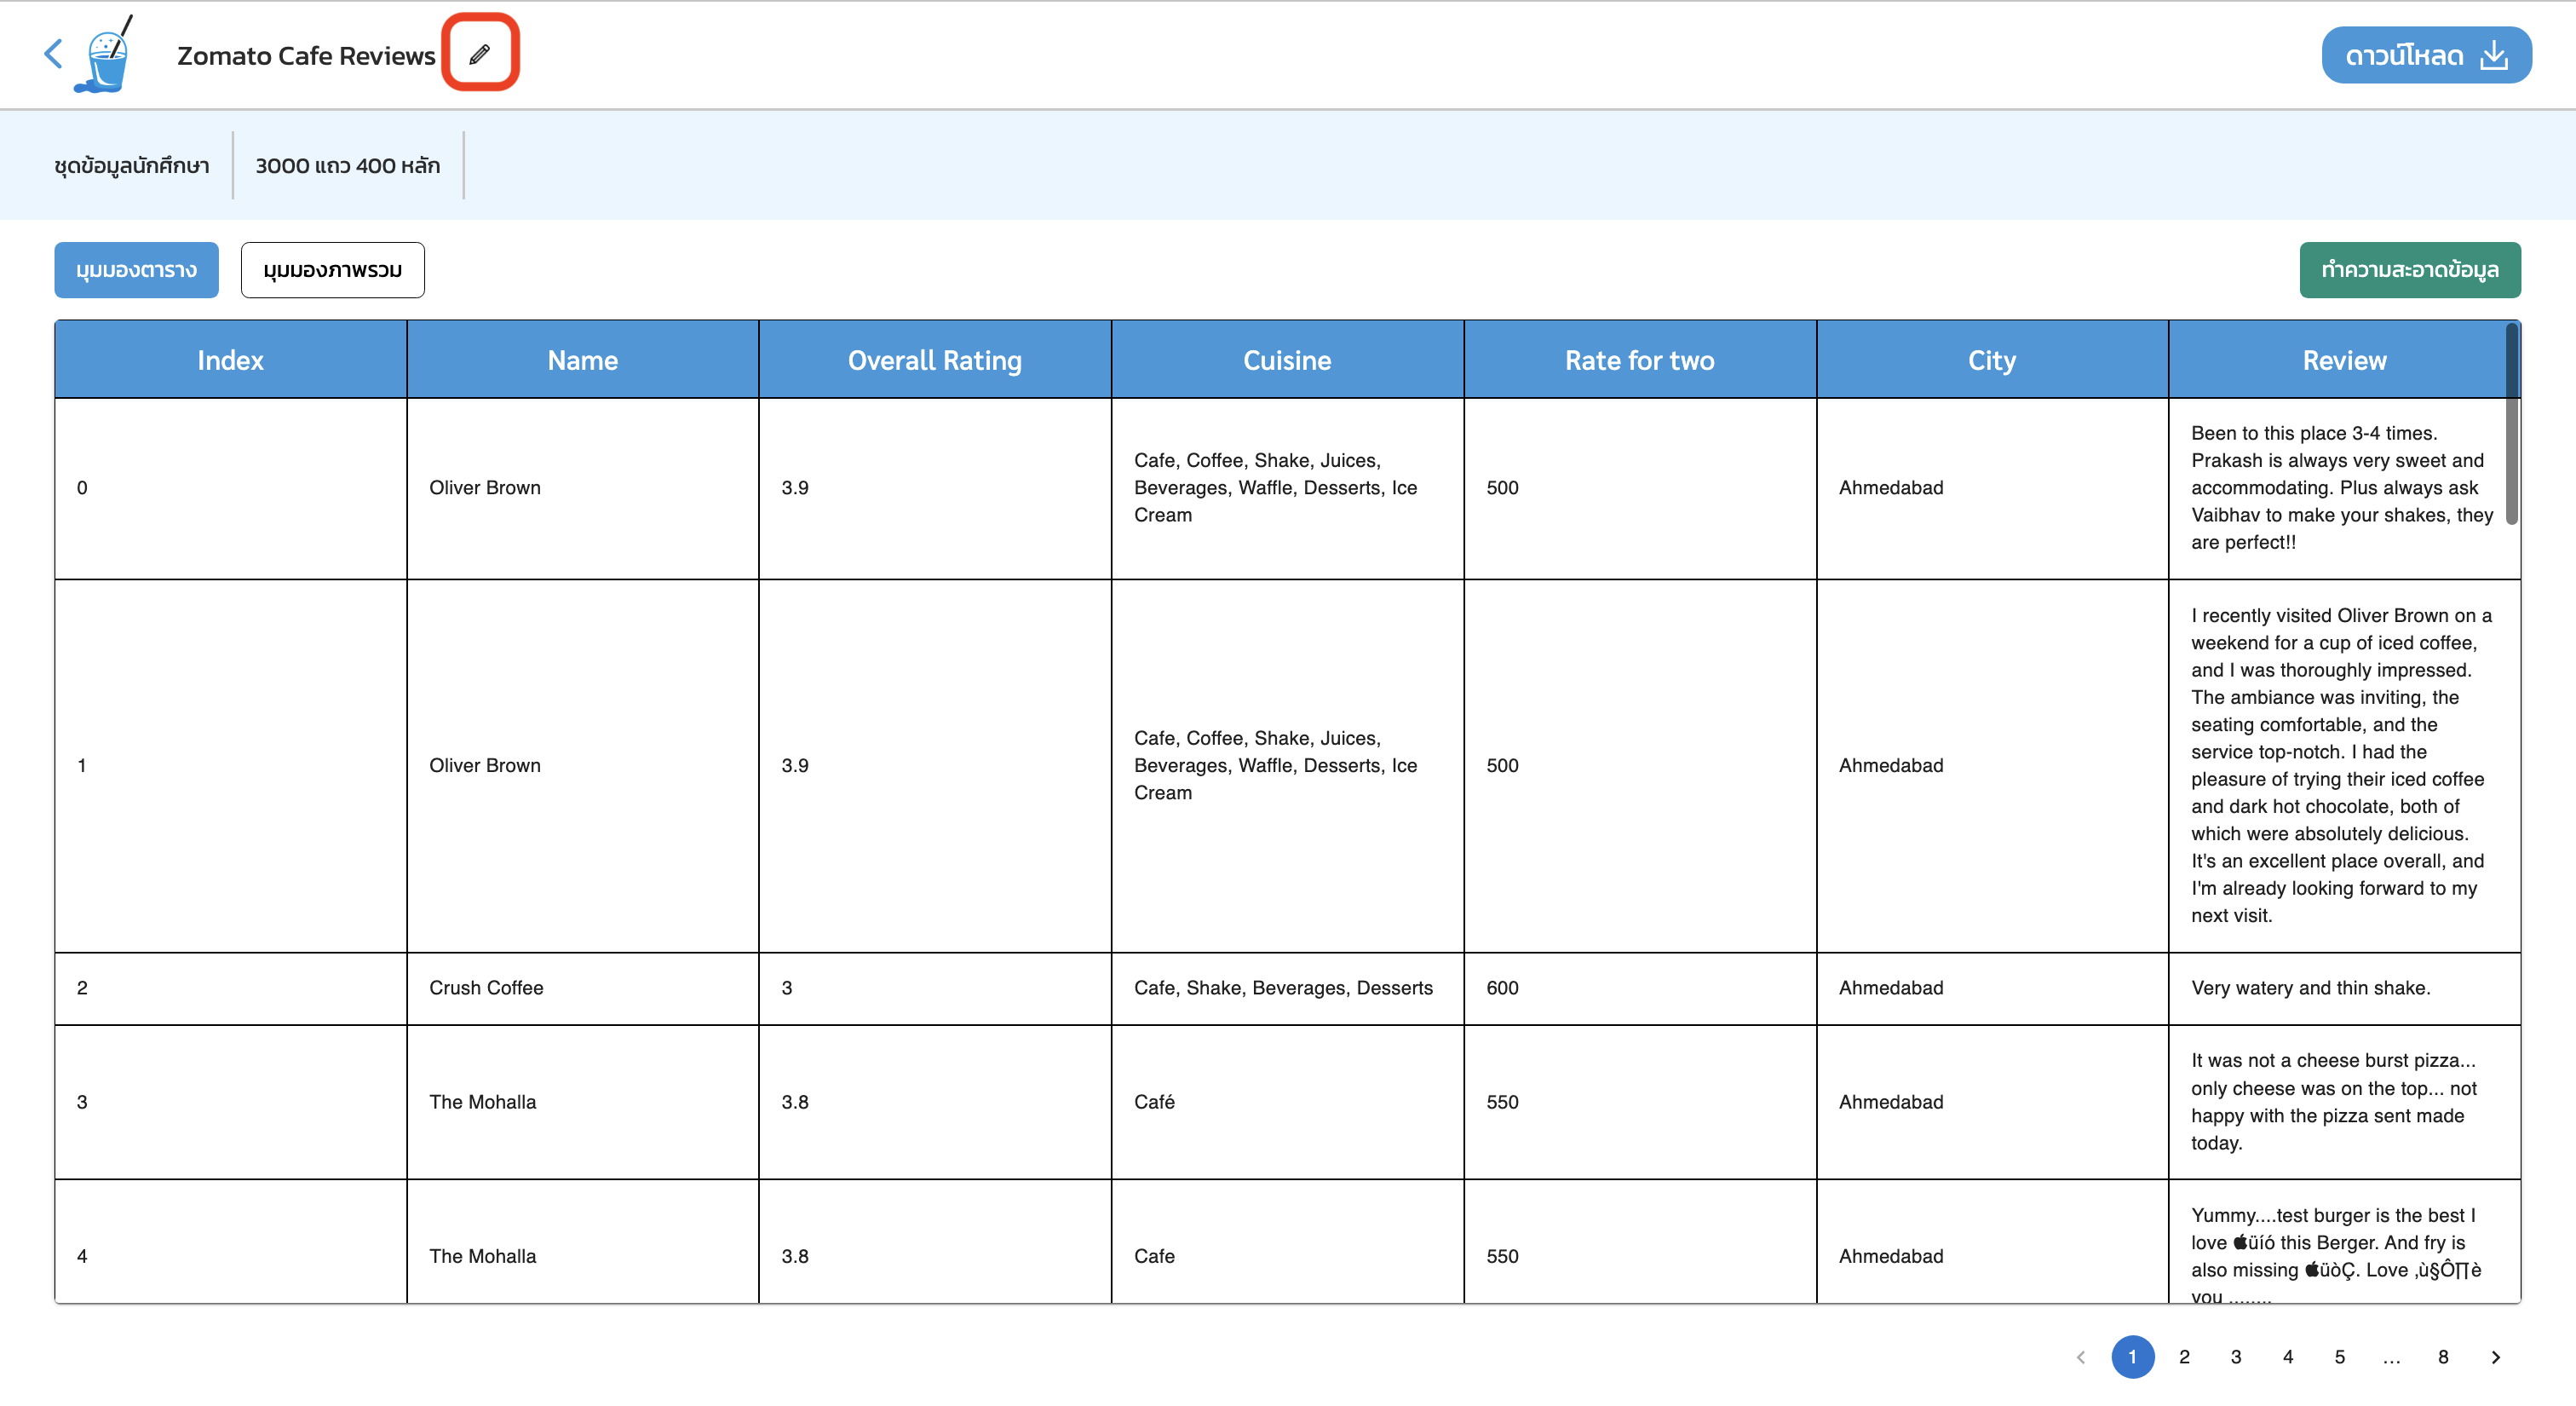 Zomato Cafe Reviews
ดาวน์โหลด
ชุดข้อมูลนักศึกษา
3000 แถว 400 หลัก
มุมมองตาราง
มุมมองภาพรวม
ทำความสะอาดข้อมูล
Index
Name
Overall Rating
Cuisine
Rate for two
City
Review
0
Oliver Brown
3.9
Cafe, Coffee, Shake, Juices,
Beverages, Waffle, Desserts, Ice
Cream
500
Ahmedabad
Been to this place 3-4 times.
Prakash is always very sweet and
accommodating. Plus always ask
Vaibhav to make your shakes, they
are perfect!!
1
Oliver Brown
3.9
Cafe, Coffee, Shake, Juices,
Beverages, Waffle, Desserts, Ice
Cream
500
Ahmedabad
I recently visited Oliver Brown on a
weekend for a cup of iced coffee,
and I was thoroughly impressed.
The ambiance was inviting, the
seating comfortable, and the
service top-notch. I had the
pleasure of trying their iced coffee
and dark hot chocolate, both of
which were absolutely delicious.
It's an excellent place overall, and
I'm already looking forward to my
next visit.
2
Crush Coffee
3
Cafe, Shake, Beverages, Desserts
600
Ahmedabad
Very watery and thin shake.
3
The Mohalla
3.8
Café
550
Ahmedabad
It was not a cheese burst pizza...
only cheese was on the top... not
happy with the pizza sent made
today.
4
The Mohalla
3.8
Cafe
550
Ahmedabad
Yummy....test burger is the best I
love üíó this Berger. And fry is
also missing üòÇ. Love ‚ù§Ô∏è
you ........
1 2 3 4 5 ... 8